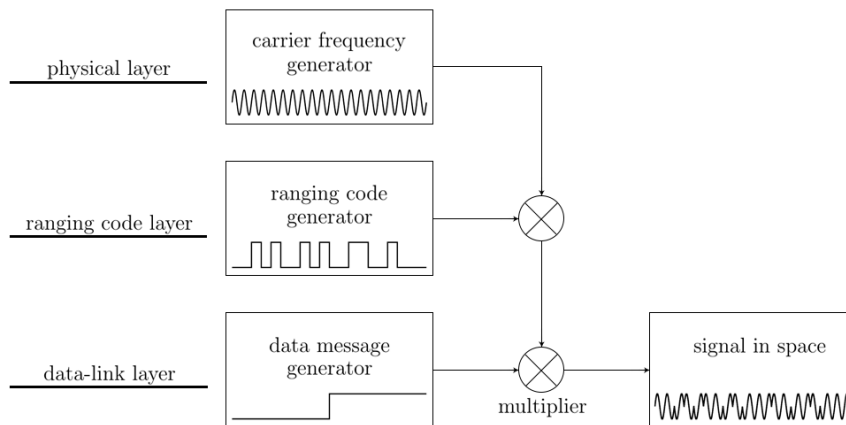 carrier frequency
generator
physical layer
ranging code
generator
ranging code layer
data message
generator
data-link layer
signal in space
multiplier